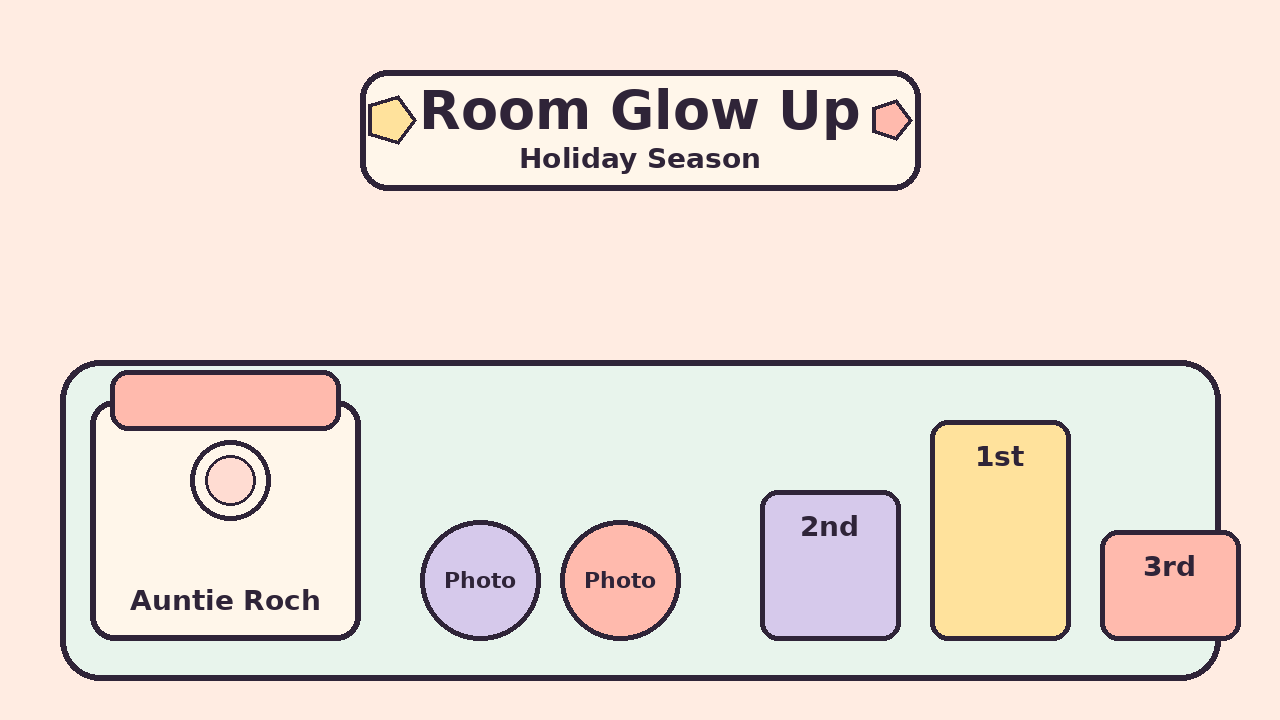 Room Glow Up
Holiday Season
Auntie Roch
Photo
Photo
2nd
1st
3rd